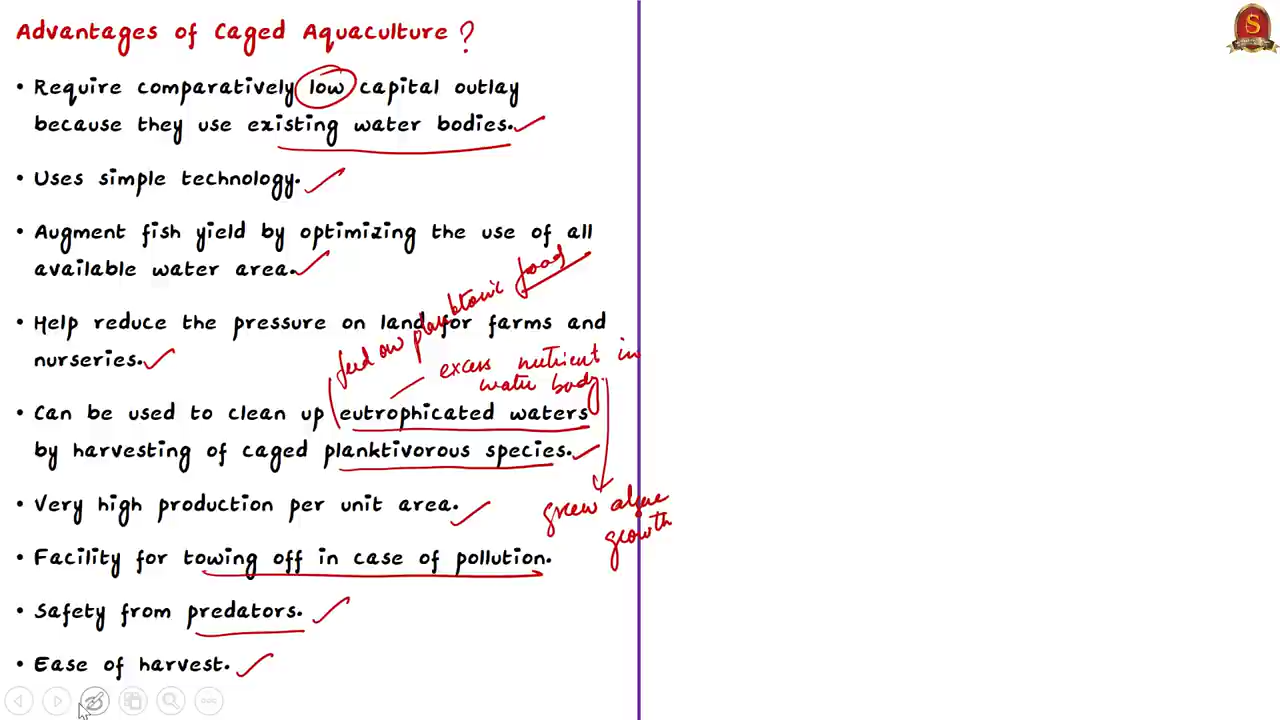 Advantages of Caged Aquaculture ?
• Require comparatively low capital outlay
because they use existing water bodies.
• Uses simple technology.
• Augment fish yield by optimizing the use of all
available water area.
• Help reduce the pressure on land for farms and
nurseries.
feed on planktonic food
excess nutrient in
water body
• Can be used to clean up eutrophicated waters
by harvesting of caged planktivorous species.
• Very high production per unit area.
green algae
growth
• Facility for towing off in case of pollution.
• Safety from predators.
• Ease of harvest.
S